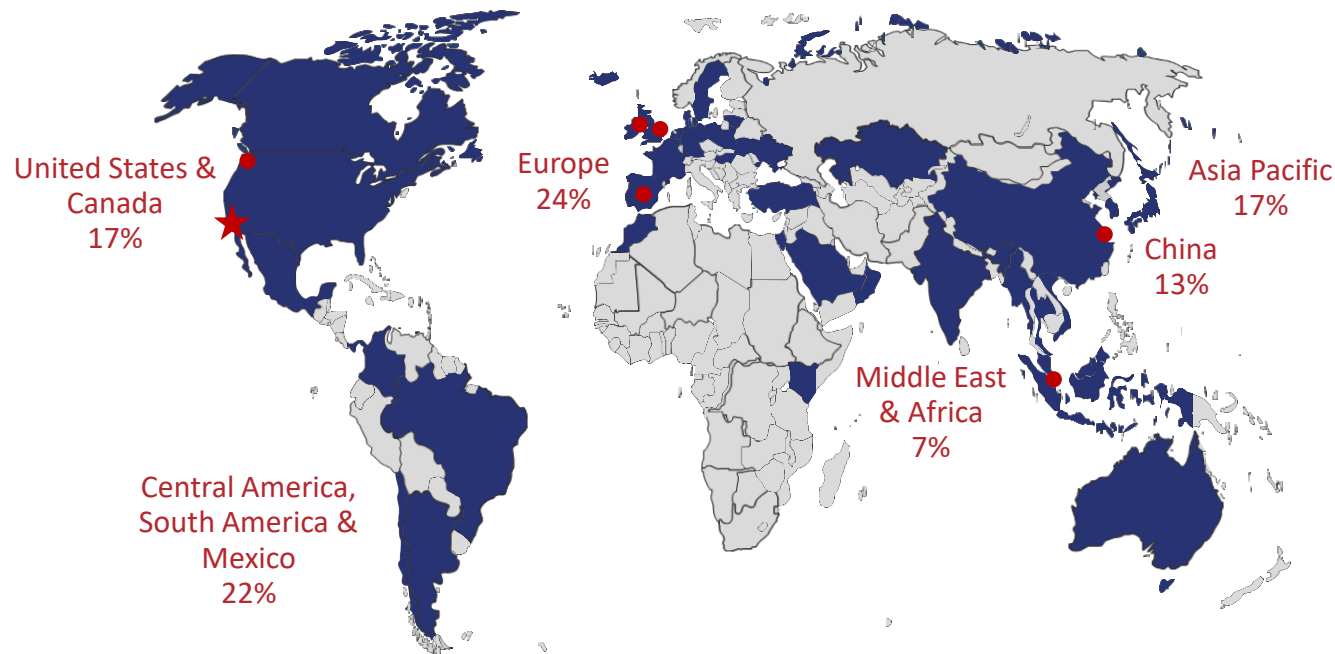 United States &
Canada
17%
Central America,
South America &
Mexico
22%
Europe
24%
Middle East
& Africa
7%
Asia Pacific
17%
China
13%